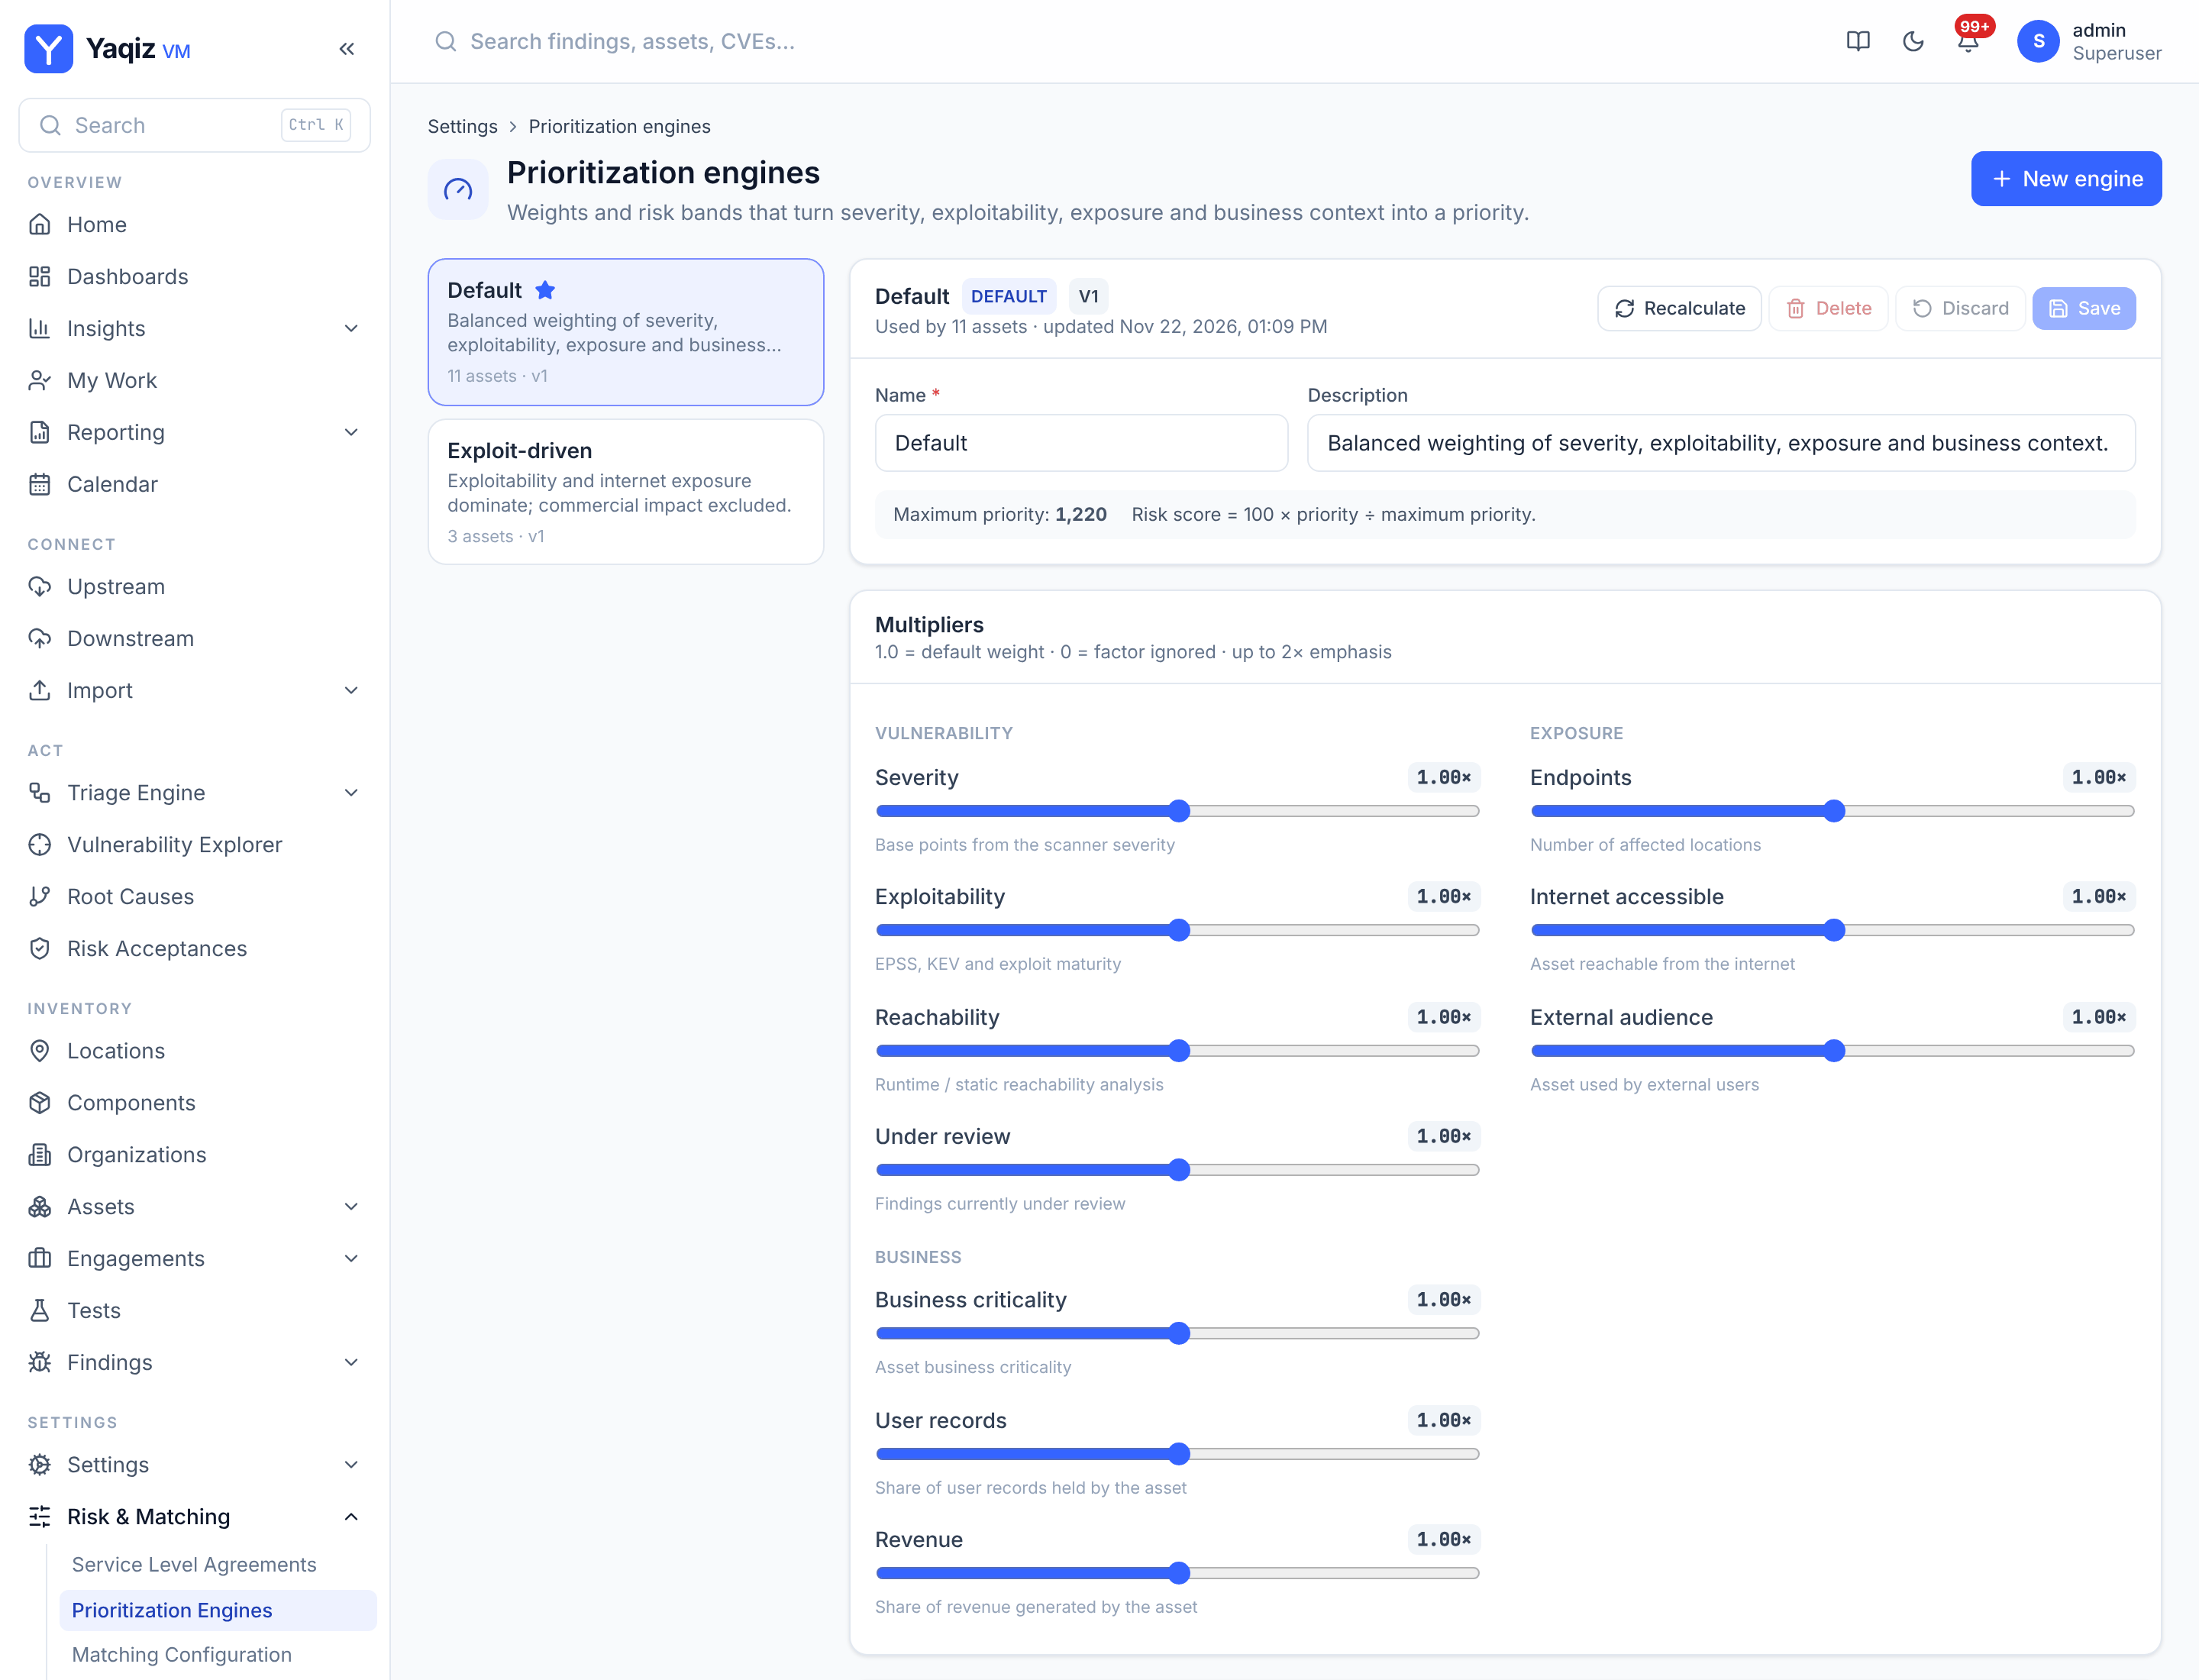 Yaqiz VM
Search
Ctrl K
OVERVIEW
Home
Dashboards
Insights
My Work
Reporting
Calendar
CONNECT
Upstream
Downstream
Import
ACT
Triage Engine
Vulnerability Explorer
Root Causes
Risk Acceptances
INVENTORY
Locations
Components
Organizations
Assets
Engagements
Tests
Findings
SETTINGS
Settings
Risk & Matching
Service Level Agreements
Prioritization Engines
Matching Configuration
Search findings, assets, CVEs...
99+
S
admin
Superuser
Settings > Prioritization engines
Prioritization engines
Weights and risk bands that turn severity, exploitability, exposure and business context into a priority.
New engine
Default
Balanced weighting of severity,
exploitability, exposure and business...
11 assets · v1
Exploit-driven
Exploitability and internet exposure
dominate; commercial impact excluded.
3 assets · v1
Default DEFAULT V1
Used by 11 assets · updated Nov 22, 2026, 01:09 PM
Recalculate
Delete
Discard
Save
Name *
Default
Description
Balanced weighting of severity, exploitability, exposure and business context.
Maximum priority: 1,220 Risk score = 100 × priority ÷ maximum priority.
Multipliers
1.0 = default weight · 0 = factor ignored · up to 2× emphasis
VULNERABILITY
Severity 1.00×
Base points from the scanner severity
Exploitability 1.00×
EPSS, KEV and exploit maturity
Reachability 1.00×
Runtime / static reachability analysis
Under review 1.00×
Findings currently under review
EXPOSURE
Endpoints 1.00×
Number of affected locations
Internet accessible 1.00×
Asset reachable from the internet
External audience 1.00×
Asset used by external users
BUSINESS
Business criticality 1.00×
Asset business criticality
User records 1.00×
Share of user records held by the asset
Revenue 1.00×
Share of revenue generated by the asset